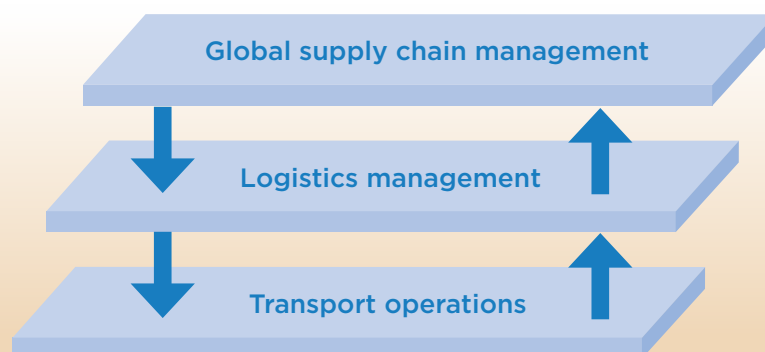 Global supply chain management
Logistics management
Transport operations